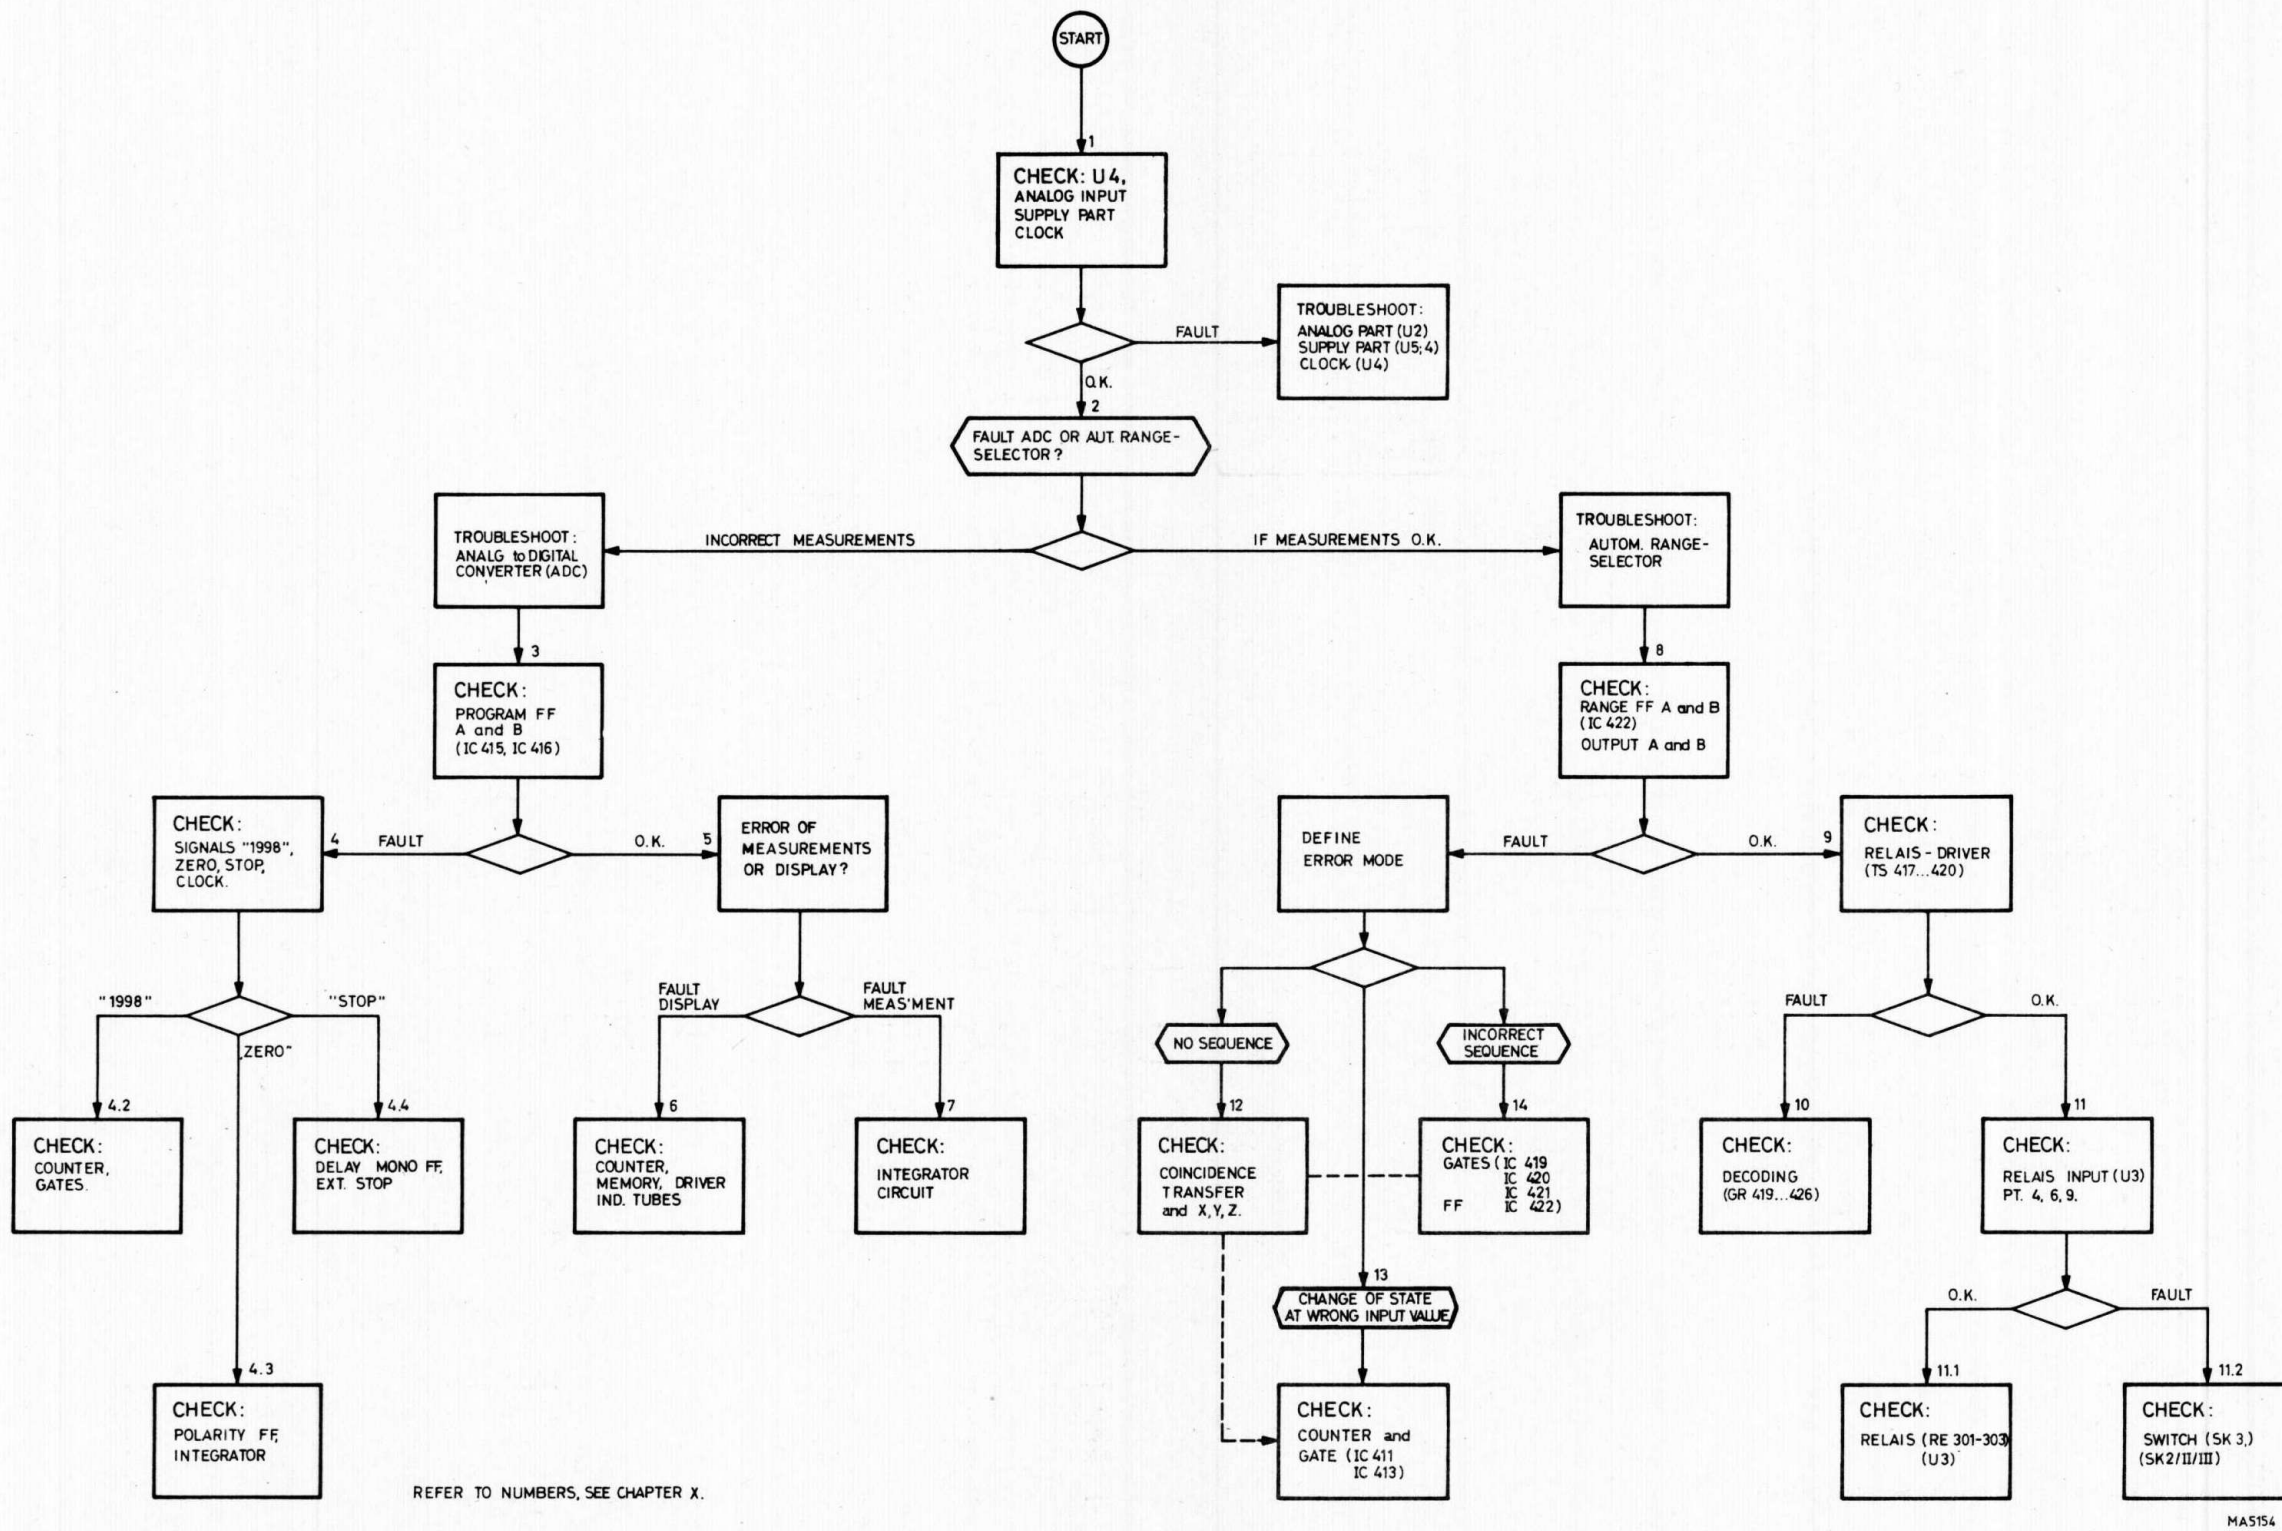 START
1
CHECK: U4,
ANALOG INPUT
SUPPLY PART
CLOCK
TROUBLESHOOT:
ANALOG PART (U2)
SUPPLY PART (U5;4)
CLOCK (U4)
FAULT
O.K.
2
FAULT ADC OR AUT. RANGE-
SELECTOR?
INCORRECT MEASUREMENTS
IF MEASUREMENTS O.K.
TROUBLESHOOT:
ANALG to DIGITAL
CONVERTER (ADC)
TROUBLESHOOT:
AUTOM. RANGE-
SELECTOR
3
CHECK:
PROGRAM FF
A and B
(IC 415, IC 416)
8
CHECK:
RANGE FF A and B
(IC 422)
OUTPUT A and B
CHECK:
SIGNALS "1998",
ZERO, STOP,
CLOCK.
4
FAULT
O.K.
5
ERROR OF
MEASUREMENTS
OR DISPLAY?
DEFINE
ERROR MODE
FAULT
O.K.
9
CHECK:
RELAIS - DRIVER
(TS 417...420)
"1998"
"STOP"
„ZERO"
FAULT
DISPLAY
FAULT
MEAS'MENT
NO SEQUENCE
INCORRECT
SEQUENCE
FAULT
O.K.
4.2
CHECK:
COUNTER,
GATES.
4.4
CHECK:
DELAY MONO FF,
EXT. STOP
6
CHECK:
COUNTER,
MEMORY, DRIVER
IND. TUBES
7
CHECK:
INTEGRATOR
CIRCUIT
12
CHECK:
COINCIDENCE
TRANSFER
and X,Y,Z.
14
CHECK:
GATES (IC 419
IC 420
IC 421
FF IC 422)
10
CHECK:
DECODING
(GR 419...426)
11
CHECK:
RELAIS INPUT (U3)
PT. 4, 6, 9.
13
CHANGE OF STATE
AT WRONG INPUT VALUE
O.K.
FAULT
4.3
CHECK:
POLARITY FF,
INTEGRATOR
CHECK:
COUNTER and
GATE (IC 411
IC 413)
11.1
CHECK:
RELAIS (RE 301-303)
(U3)
11.2
CHECK:
SWITCH (SK 3,)
(SK2/II/III)
REFER TO NUMBERS, SEE CHAPTER X.
MA5154